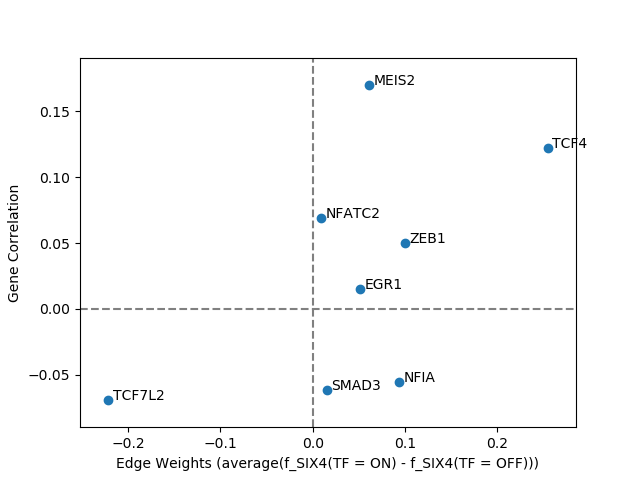 MEIS2
0.15
TCF4
0.10
NFATC2
ZEB1
0.05
EGR1
0.00
NFIA
SMAD3
−0.05
TCF7L2
Gene Correlation
−0.2
−0.1
0.0
0.1
0.2
Edge Weights (average(f_SIX4(TF = ON) - f_SIX4(TF = OFF)))